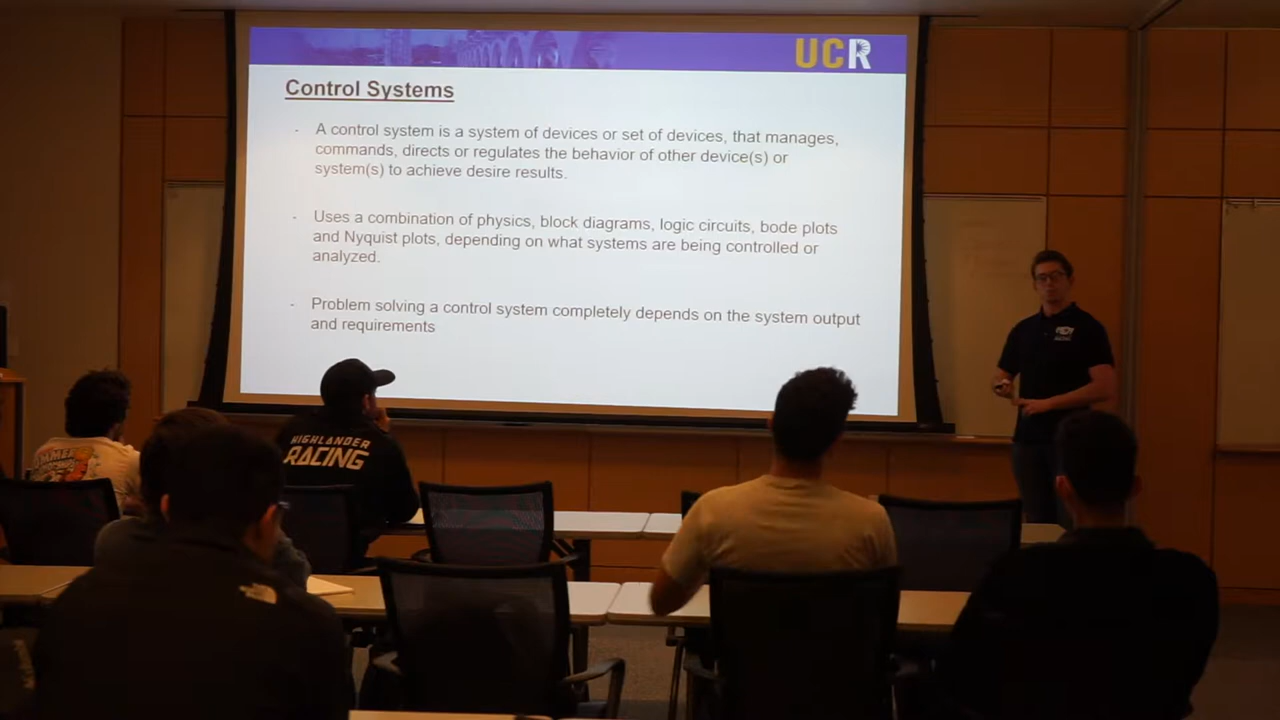 UCR
Control Systems
- A control system is a system of devices or set of devices, that manages,
commands, directs or regulates the behavior of other device(s) or
system(s) to achieve desire results.
- Uses a combination of physics, block diagrams, logic circuits, bode plots
and Nyquist plots, depending on what systems are being controlled or
analyzed.
- Problem solving a control system completely depends on the system output
and requirements
HIGHLANDER
RACING